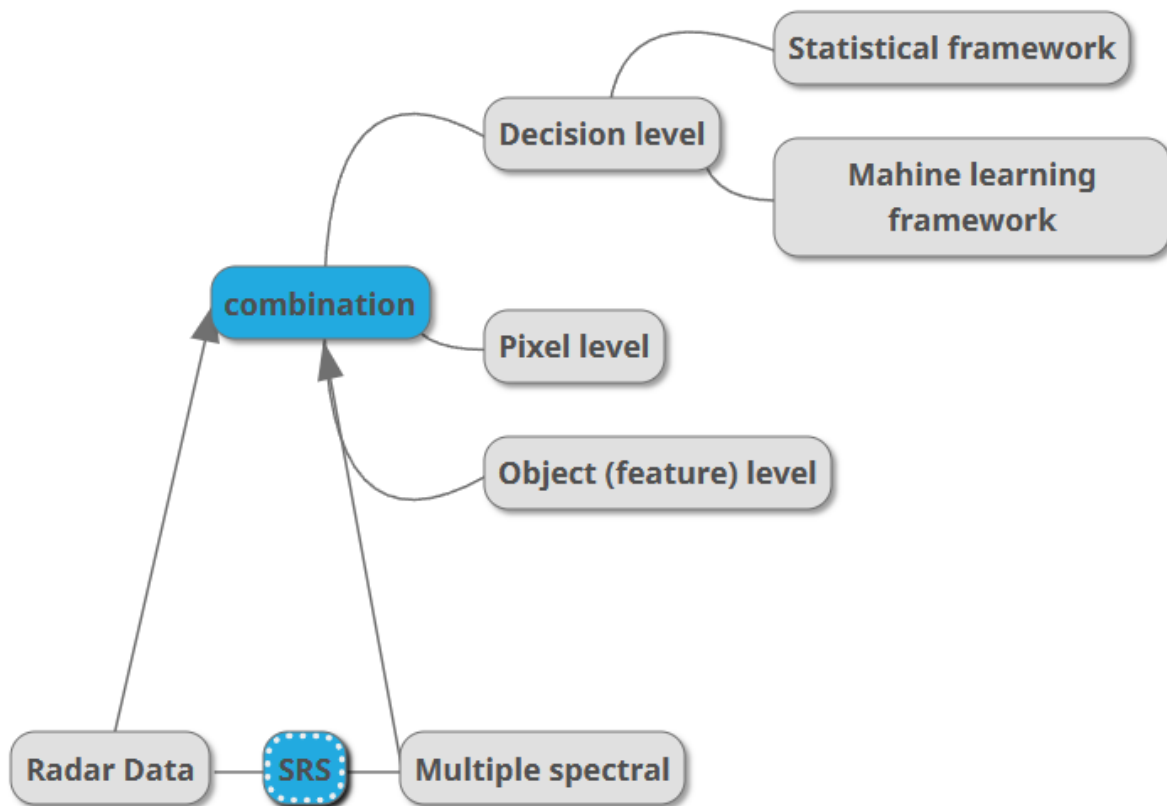 Statistical framework
Decision level
Mahine learning
framework
combination
Pixel level
Object (feature) level
Radar Data
SRS
Multiple spectral